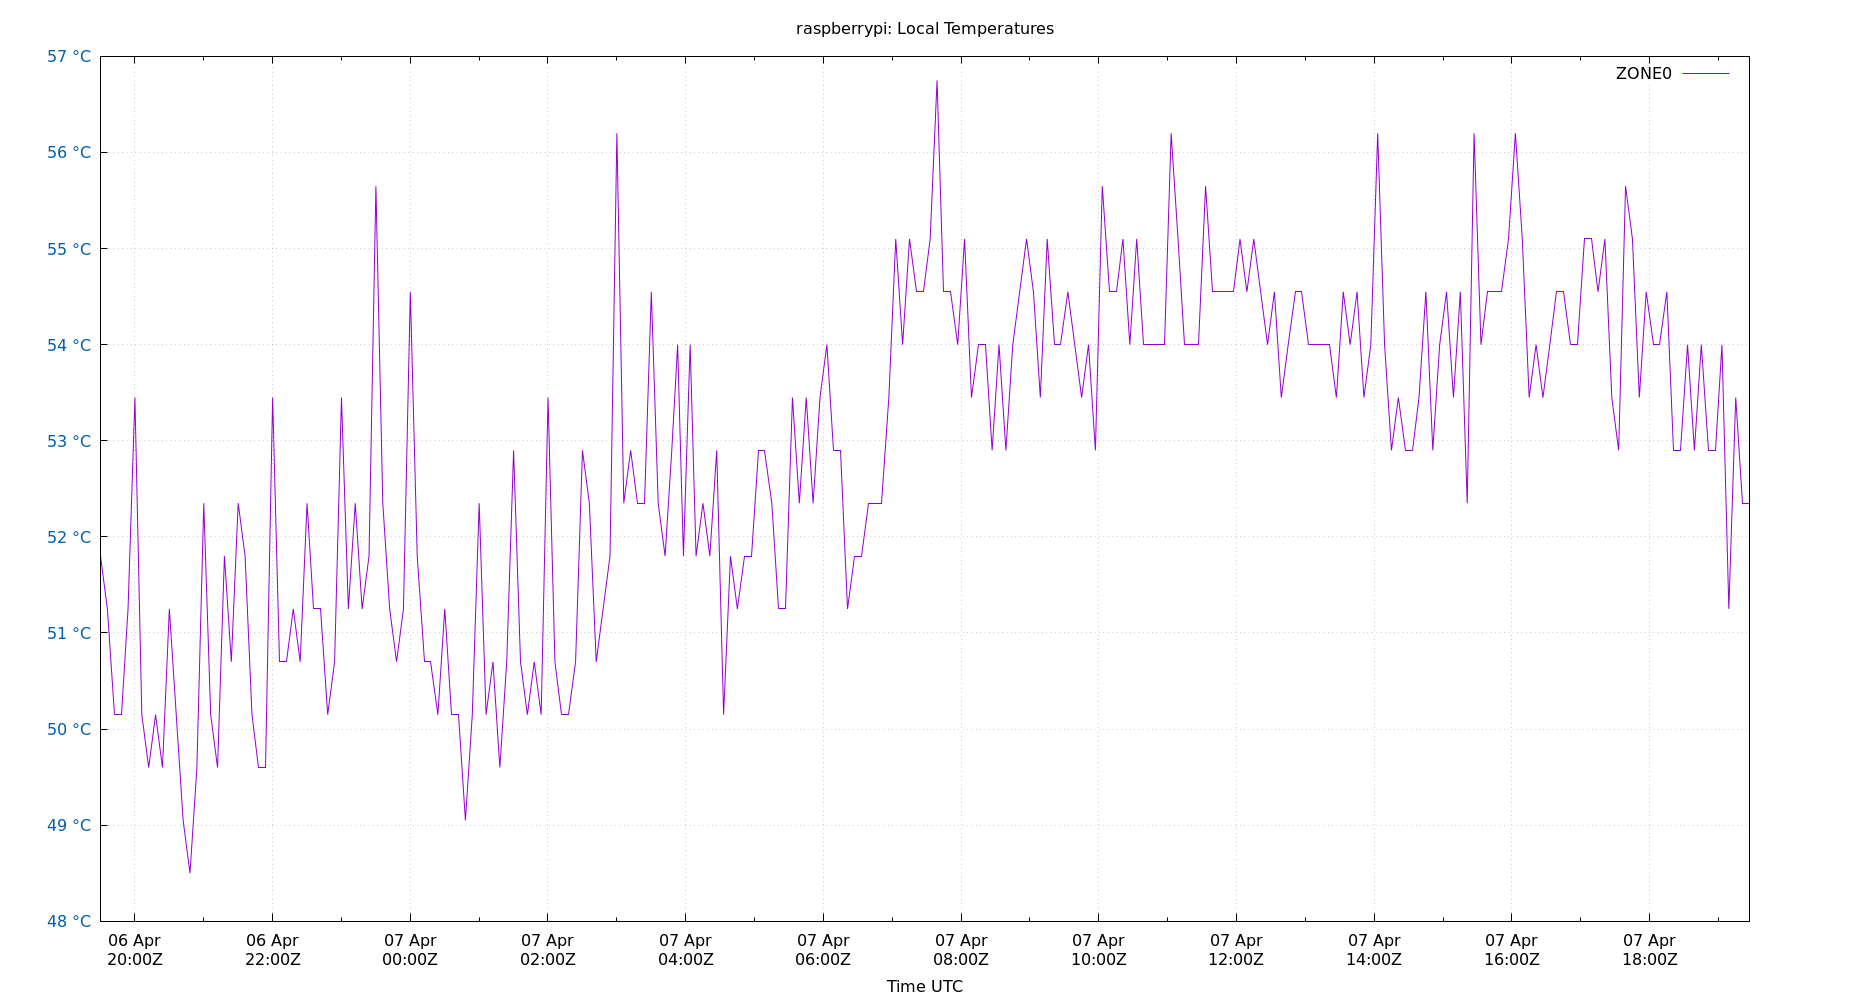 raspberrypi: Local Temperatures
ZONE0
57 °C
56 °C
55 °C
54 °C
53 °C
52 °C
51 °C
50 °C
49 °C
48 °C
06 Apr 06 Apr 07 Apr 07 Apr 07 Apr 07 Apr 07 Apr 07 Apr 07 Apr 07 Apr 07 Apr 07 Apr
20:00Z 22:00Z 00:00Z 02:00Z 04:00Z 06:00Z 08:00Z 10:00Z 12:00Z 14:00Z 16:00Z 18:00Z
Time UTC